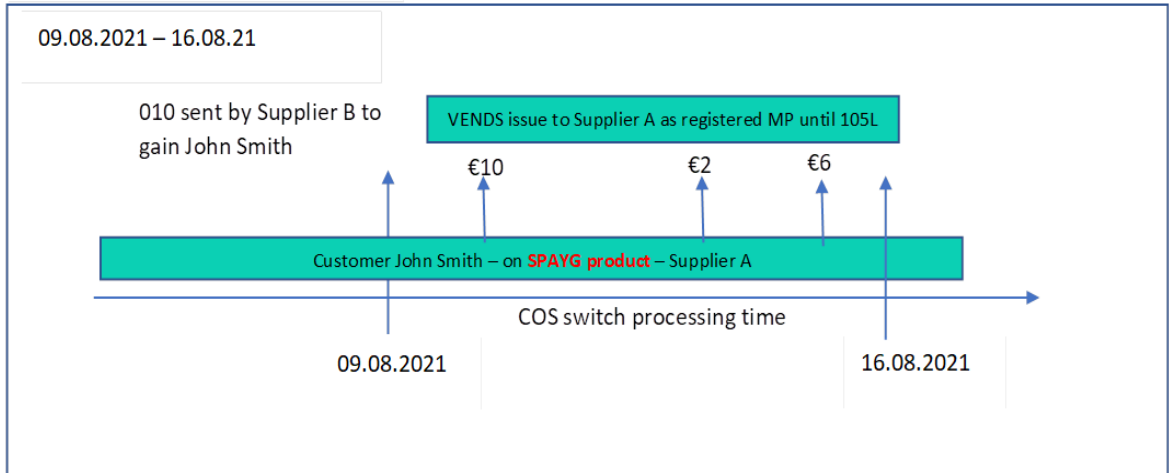 09.08.2021 – 16.08.21
010 sent by Supplier B to
gain John Smith
VENDS issue to Supplier A as registered MP until 105L
€10
€2
€6
Customer John Smith – on SPAYG product – Supplier A
COS switch processing time
09.08.2021
16.08.2021